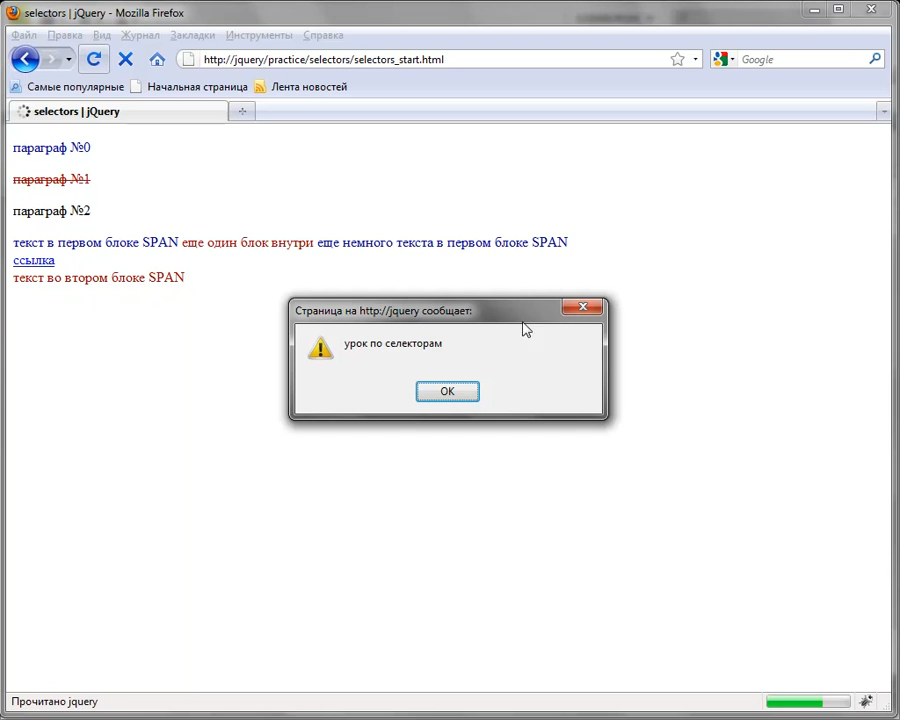 selectors | jQuery - Mozilla Firefox
Файл Правка Вид Журнал Закладки Инструменты Справка
http://jquery/practice/selectors/selectors_start.html
Google
Самые популярные Начальная страница Лента новостей
selectors | jQuery
параграф №0
параграф №1
параграф №2
текст в первом блоке SPAN еще один блок внутри еще немного текста в первом блоке SPAN
ссылка
текст во втором блоке SPAN
Страница на http://jquery сообщает:
урок по селекторам
OK
Прочитано jquery